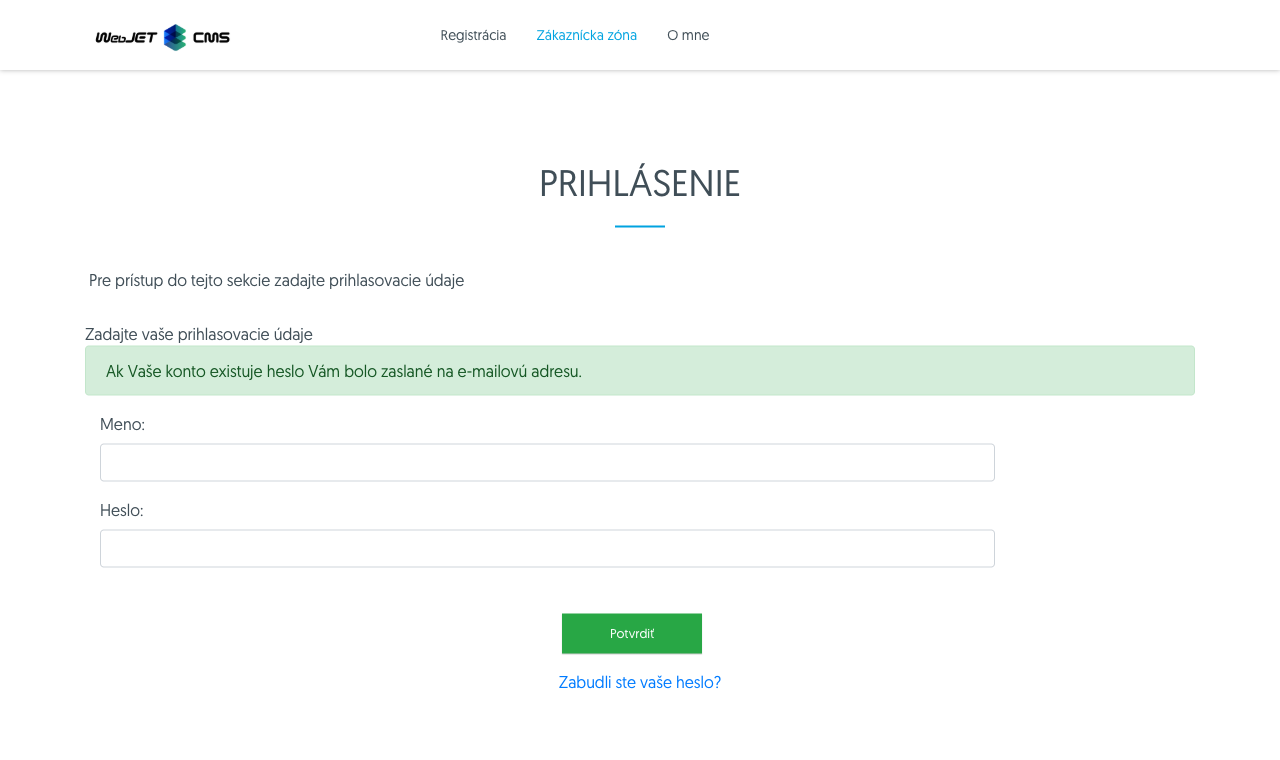 WebJET CMS
Registrácia Zákaznícka zóna O mne
PRIHLÁSENIE
Pre prístup do tejto sekcie zadajte prihlasovacie údaje
Zadajte vaše prihlasovacie údaje
Ak Vaše konto existuje heslo Vám bolo zaslané na e-mailovú adresu.
Meno:
Heslo:
Potvrdiť
Zabudli ste vaše heslo?